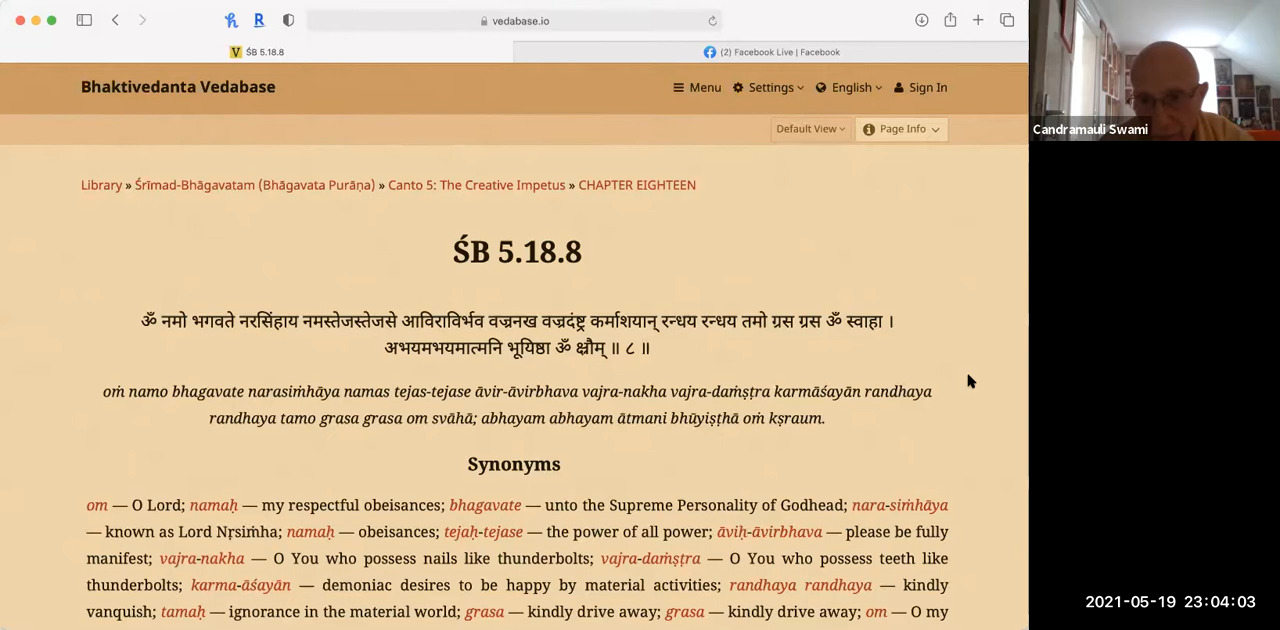 vedabase.io
V ŚB 5.18.8
(2) Facebook Live | Facebook
Bhaktivedanta Vedabase
Menu Settings English Sign In
Default View Page Info
Candramauli Swami
Library » Śrīmad-Bhāgavatam (Bhāgavata Purāṇa) » Canto 5: The Creative Impetus » CHAPTER EIGHTEEN
ŚB 5.18.8
ॐ नमो भगवते नरसिंहाय नमस्तेजस्तेजसे आविराविर्भव वज्रनख वज्रदंष्ट्र कर्माशयान् रन्धय रन्धय तमो ग्रस ग्रस ॐ स्वाहा ।
अभयमभयमात्मनि भूयिष्ठा ॐ क्ष्रौम् ॥ ८ ॥
oṁ namo bhagavate narasiṁhāya namas tejas-tejase āvir-āvirbhava vajra-nakha vajra-daṁṣṭra karmāśayān randhaya
randhaya tamo grasa grasa om svāhā; abhayam abhayam ātmani bhūyiṣṭhā oṁ kṣraum.
Synonyms
om — O Lord; namaḥ — my respectful obeisances; bhagavate — unto the Supreme Personality of Godhead; nara-siṁhāya
— known as Lord Nṛsiṁha; namaḥ — obeisances; tejaḥ-tejase — the power of all power; āviḥ-āvirbhava — please be fully
manifest; vajra-nakha — O You who possess nails like thunderbolts; vajra-daṁṣṭra — O You who possess teeth like
thunderbolts; karma-āśayān — demoniac desires to be happy by material activities; randhaya randhaya — kindly
vanquish; tamaḥ — ignorance in the material world; grasa — kindly drive away; grasa — kindly drive away; om — O my
2021-05-19 23:04:03